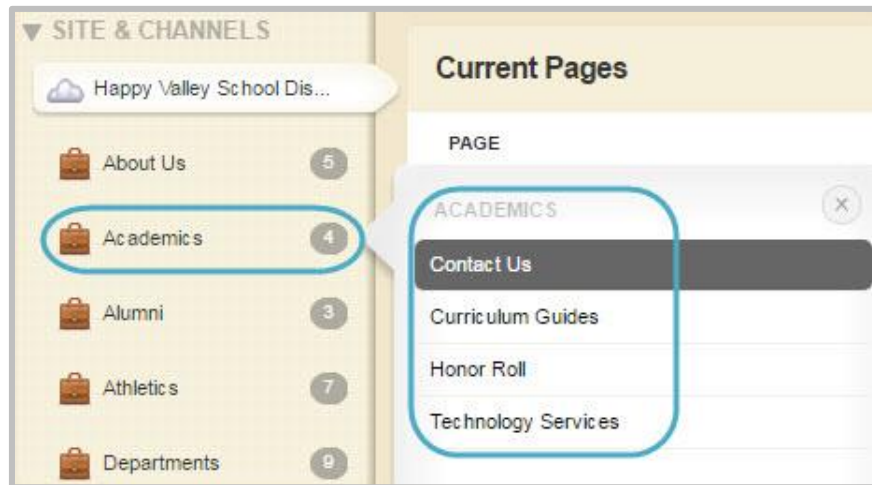 SITE & CHANNELS
Happy Valley School Dis...
About Us 5
Academics 4
Alumni 3
Athletics 7
Departments 9
Current Pages
PAGE
ACADEMICS
Contact Us
Curriculum Guides
Honor Roll
Technology Services